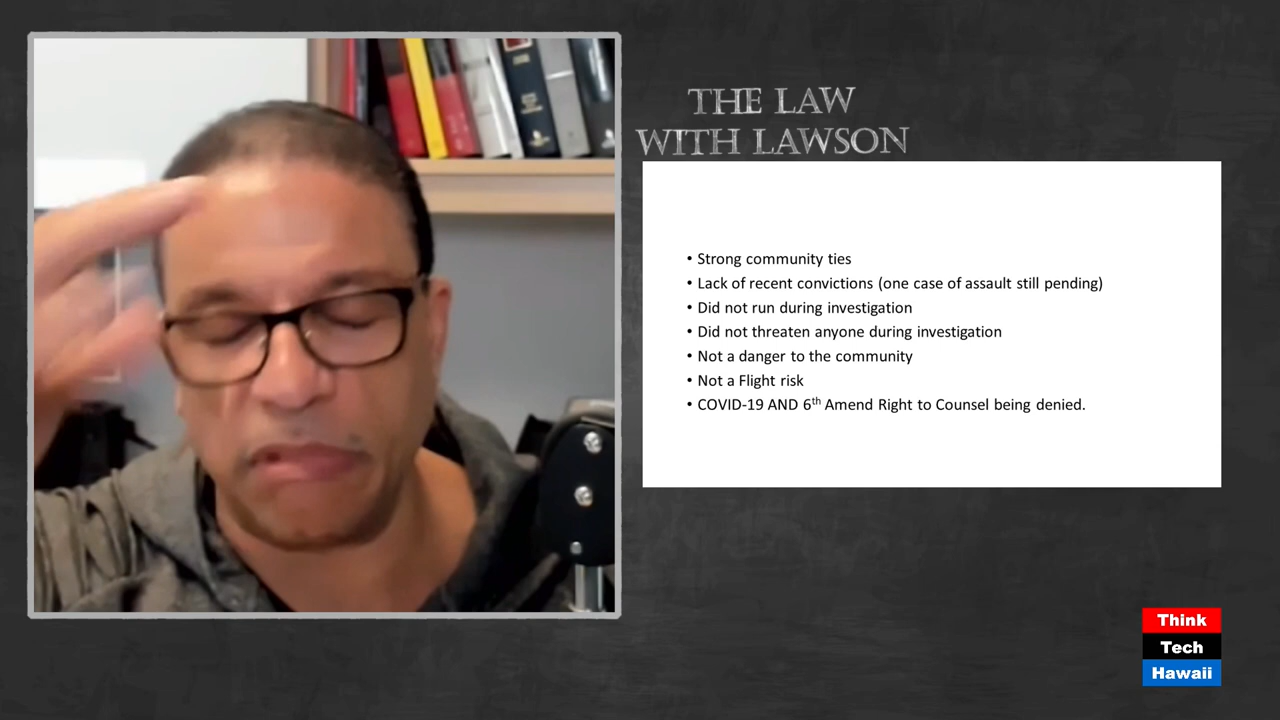 THE LAW
WITH LAWSON
• Strong community ties
• Lack of recent convictions (one case of assault still pending)
• Did not run during investigation
• Did not threaten anyone during investigation
• Not a danger to the community
• Not a Flight risk
• COVID-19 AND 6th Amend Right to Counsel being denied.
Think
Tech
Hawaii